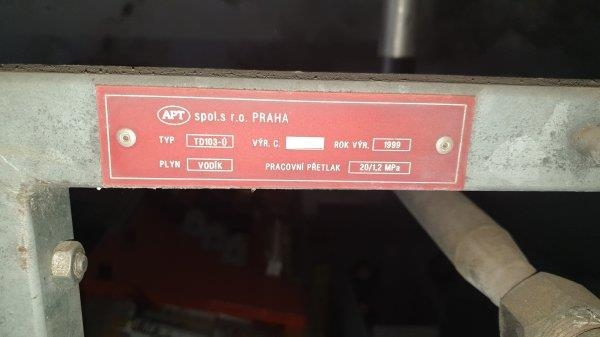 APT spol.s r.o. PRAHA
TYP TD103-Ů VÝR. C. ROK VÝR. 1999
PLYN VODÍK PRACOVNÍ PŘETLAK 20/1,2 MPa